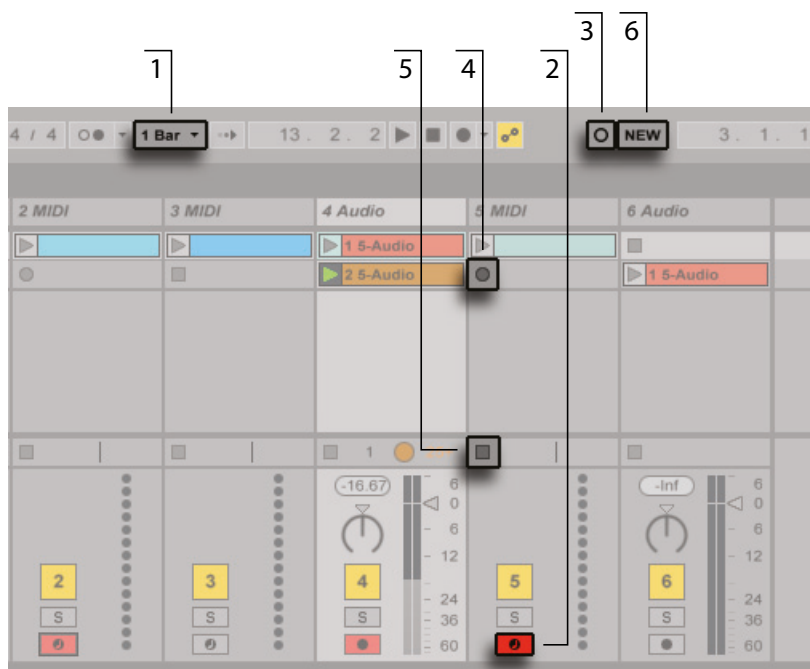 1 5 4 2 3 6
4 / 4 1 Bar 13. 2. 2 NEW 3. 1. 1
2 MIDI 3 MIDI 4 Audio 5 MIDI 6 Audio
1 5-Audio
2 5-Audio 1 5-Audio
1
-16.67 6 -Inf 6
0 0
6 6
12 12
2 3 4 5 6
24 24
S S S S S
36 36
60 60